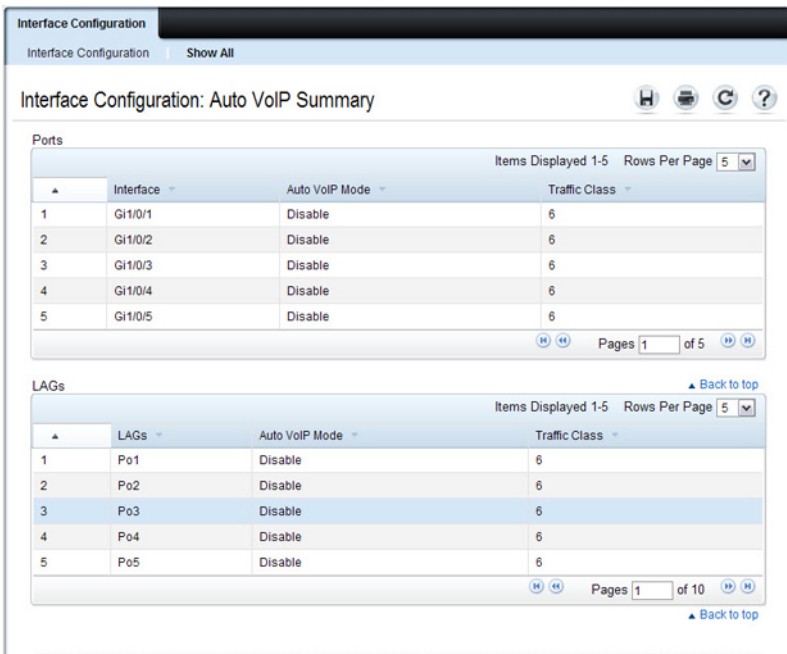 Interface Configuration
Interface Configuration Show All
Interface Configuration: Auto VoIP Summary
Ports
Items Displayed 1-5 Rows Per Page 5
Interface Auto VoIP Mode Traffic Class
1 Gi1/0/1 Disable 6
2 Gi1/0/2 Disable 6
3 Gi1/0/3 Disable 6
4 Gi1/0/4 Disable 6
5 Gi1/0/5 Disable 6
Pages 1 of 5
LAGs Back to top
Items Displayed 1-5 Rows Per Page 5
LAGs Auto VoIP Mode Traffic Class
1 Po1 Disable 6
2 Po2 Disable 6
3 Po3 Disable 6
4 Po4 Disable 6
5 Po5 Disable 6
Pages 1 of 10
Back to top